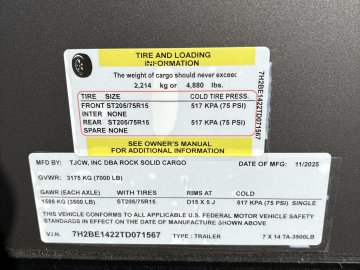 TIRE AND LOADING
INFORMATION
The weight of cargo should never exceed
2,214 kg or 4,880 lbs.
TIRE SIZE COLD TIRE PRESS.
FRONT ST205/75R15 517 KPA (75 PSI)
INTER NONE
REAR ST205/75R15 517 KPA (75 PSI)
SPARE NONE
SEE OWNER'S MANUAL
FOR ADDITIONAL INFORMATION
7H2BE1422TD071567
MFD BY: TJCW, INC DBA ROCK SOLID CARGO DATE OF MFG: 11/2025
GVWR: 3175 KG (7000 LB)
GAWR (EACH AXLE) WITH TIRES RIMS AT COLD
1588 KG (3500 LB) ST205/75R15 D15 X 5 J 517 KPA (75 PSI) SINGLE
THIS VEHICLE CONFORMS TO ALL APPLICABLE U.S. FEDERAL MOTOR VEHICLE SAFETY
STANDARDS IN EFFECT ON THE DATE OF MANUFACTURE SHOWN ABOVE
V.I.N. 7H2BE1422TD071567 TYPE : TRAILER 7 X 14 TA-3500LB